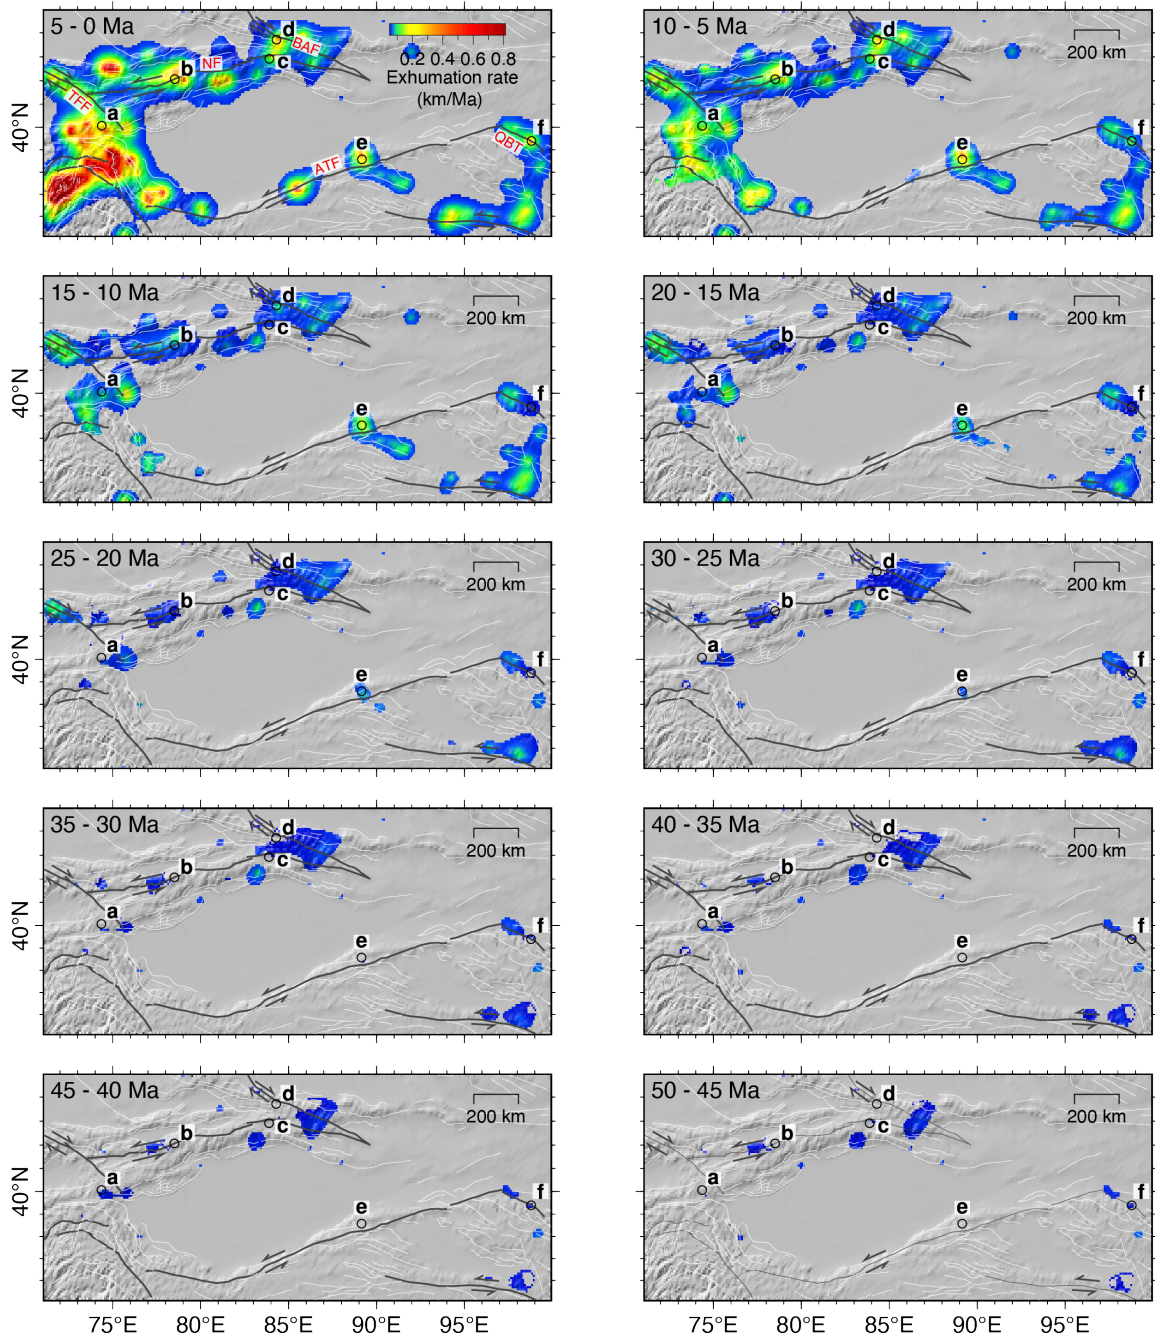 5 - 0 Ma
d
BAF
NF
b
c
0.2 0.4 0.6 0.8
Exhumation rate
(km/Ma)
TFF
a
40°N
e
ATF
f
QBT
10 - 5 Ma
d
200 km
b
c
a
e
f
15 - 10 Ma
d
200 km
b
c
a
40°N
e
f
20 - 15 Ma
d
200 km
b
c
a
e
f
25 - 20 Ma
d
200 km
b
c
a
40°N
e
f
30 - 25 Ma
d
200 km
b
c
a
e
f
35 - 30 Ma
d
200 km
b
c
a
40°N
e
f
40 - 35 Ma
d
200 km
b
c
a
e
f
45 - 40 Ma
d
200 km
b
c
a
40°N
e
f
50 - 45 Ma
d
200 km
b
c
a
e
f
75°E 80°E 85°E 90°E 95°E
75°E 80°E 85°E 90°E 95°E